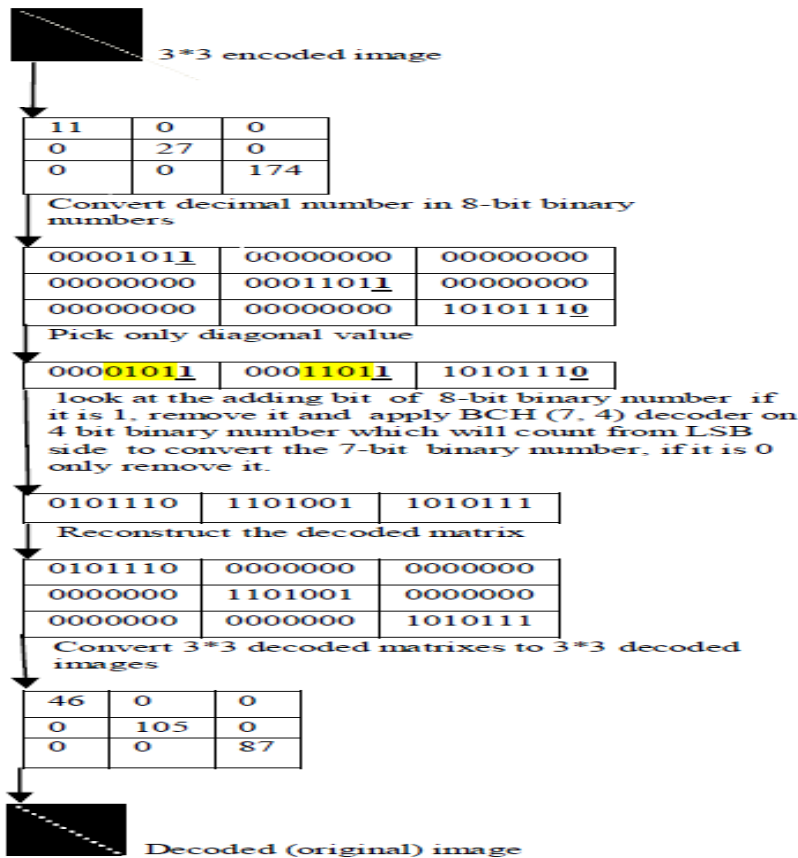 3*3 encoded image
11 0 0
0 27 0
0 0 174
Convert decimal number in 8-bit binary
numbers
00001011 00000000 00000000
00000000 00011011 00000000
00000000 00000000 10101110
Pick only diagonal value
00001011 00011011 10101110
look at the adding bit of 8-bit binary number if
it is 1, remove it and apply BCH (7, 4) decoder on
4 bit binary number which will count from LSB
side to convert the 7-bit binary number, if it is 0
only remove it.
0101110 1101001 1010111
Reconstruct the decoded matrix
0101110 0000000 0000000
0000000 1101001 0000000
0000000 0000000 1010111
Convert 3*3 decoded matrixes to 3*3 decoded
images
46 0 0
0 105 0
0 0 87
Decoded (original) image